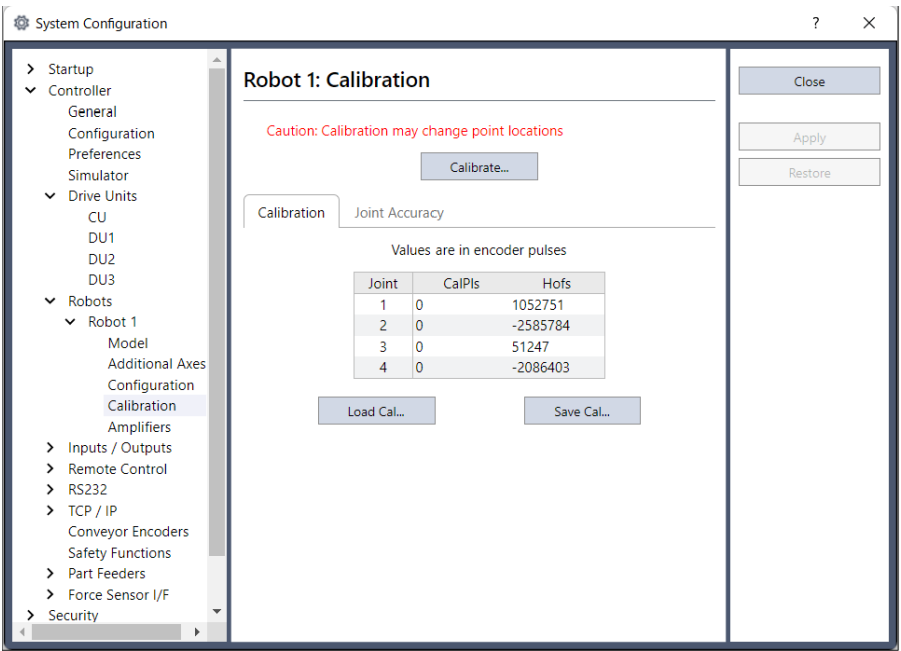 System Configuration
?
Startup
Controller
General
Configuration
Preferences
Simulator
Drive Units
CU
DU1
DU2
DU3
Robots
Robot 1
Model
Additional Axes
Configuration
Calibration
Amplifiers
Inputs / Outputs
Remote Control
RS232
TCP / IP
Conveyor Encoders
Safety Functions
Part Feeders
Force Sensor I/F
Security
Robot 1: Calibration
Caution: Calibration may change point locations
Calibrate...
Calibration Joint Accuracy
Values are in encoder pulses
Joint CalPls Hofs
1 0 1052751
2 0 -2585784
3 0 51247
4 0 -2086403
Load Cal... Save Cal...
Close
Apply
Restore